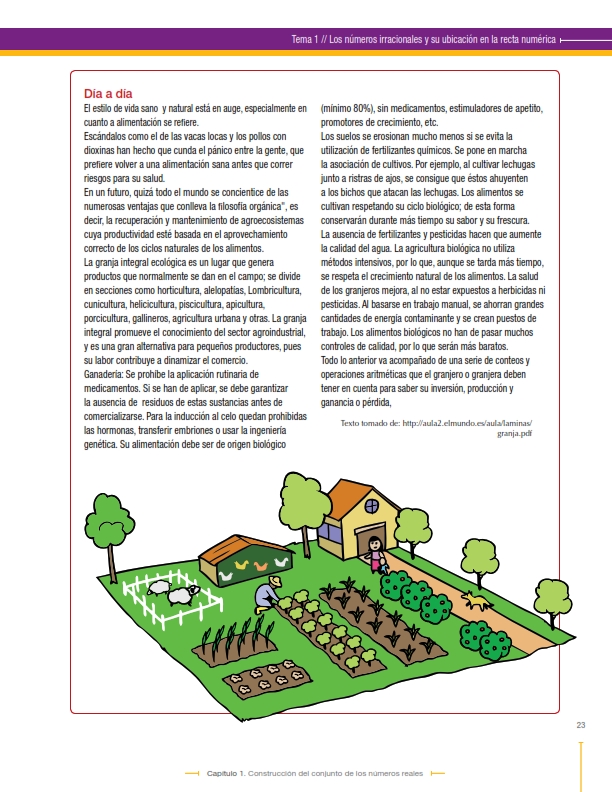 Tema 1 // Los números irracionales y su ubicación en la recta numérica
Día a día
El estilo de vida sano y natural está en auge, especialmente en
cuanto a alimentación se refiere.
Escándalos como el de las vacas locas y los pollos con
dioxinas han hecho que cunda el pánico entre la gente, que
prefiere volver a una alimentación sana antes que correr
riesgos para su salud.
En un futuro, quizá todo el mundo se conciencie de las
numerosas ventajas que conlleva la filosofía orgánica", es
decir, la recuperación y mantenimiento de agroecosistemas
cuya productividad esté basada en el aprovechamiento
correcto de los ciclos naturales de los alimentos.
La granja integral ecológica es un lugar que genera
productos que normalmente se dan en el campo; se divide
en secciones como horticultura, alelopatías, Lombricultura,
cunicultura, helicicultura, piscicultura, apicultura,
porcicultura, gallineros, agricultura urbana y otras. La granja
integral promueve el conocimiento del sector agroindustrial,
y es una gran alternativa para pequeños productores, pues
su labor contribuye a dinamizar el comercio.
Ganadería: Se prohíbe la aplicación rutinaria de
medicamentos. Si se han de aplicar, se debe garantizar
la ausencia de residuos de estas sustancias antes de
comercializarse. Para la inducción al celo quedan prohibidas
las hormonas, transferir embriones o usar la ingeniería
genética. Su alimentación debe ser de origen biológico
(mínimo 80%), sin medicamentos, estimuladores de apetito,
promotores de crecimiento, etc.
Los suelos se erosionan mucho menos si se evita la
utilización de fertilizantes químicos. Se pone en marcha
la asociación de cultivos. Por ejemplo, al cultivar lechugas
junto a ristras de ajos, se consigue que éstos ahuyenten
a los bichos que atacan las lechugas. Los alimentos se
cultivan respetando su ciclo biológico; de esta forma
conservarán durante más tiempo su sabor y su frescura.
La ausencia de fertilizantes y pesticidas hacen que aumente
la calidad del agua. La agricultura biológica no utiliza
métodos intensivos, por lo que, aunque se tarda más tiempo,
se respeta el crecimiento natural de los alimentos. La salud
de los granjeros mejora, al no estar expuestos a herbicidas ni
pesticidas. Al basarse en trabajo manual, se ahorran grandes
cantidades de energía contaminante y se crean puestos de
trabajo. Los alimentos biológicos no han de pasar muchos
controles de calidad, por lo que serán más baratos.
Todo lo anterior va acompañado de una serie de conteos y
operaciones aritméticas que el granjero o granjera deben
tener en cuenta para saber su inversión, producción y
ganancia o pérdida,
Texto tomado de: http://aula2.elmundo.es/aula/laminas/
granja.pdf
23
Capítulo 1. Construcción del conjunto de los números reales